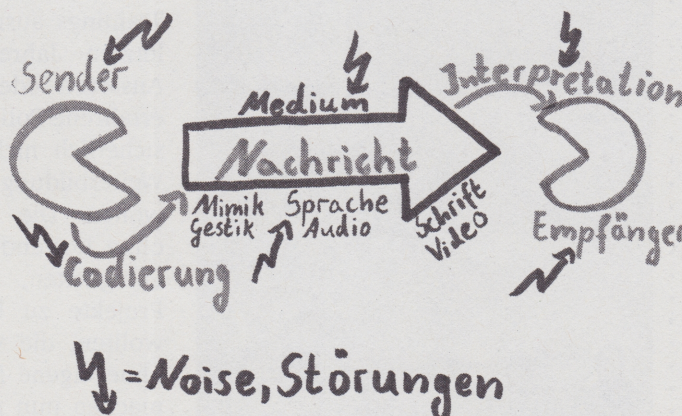 Sender
Medium
Interpretation
Nachricht
Mimik
Gestik
Sprache
Audio
Schrift
Video
Empfänger
Codierung
= Noise, Störungen